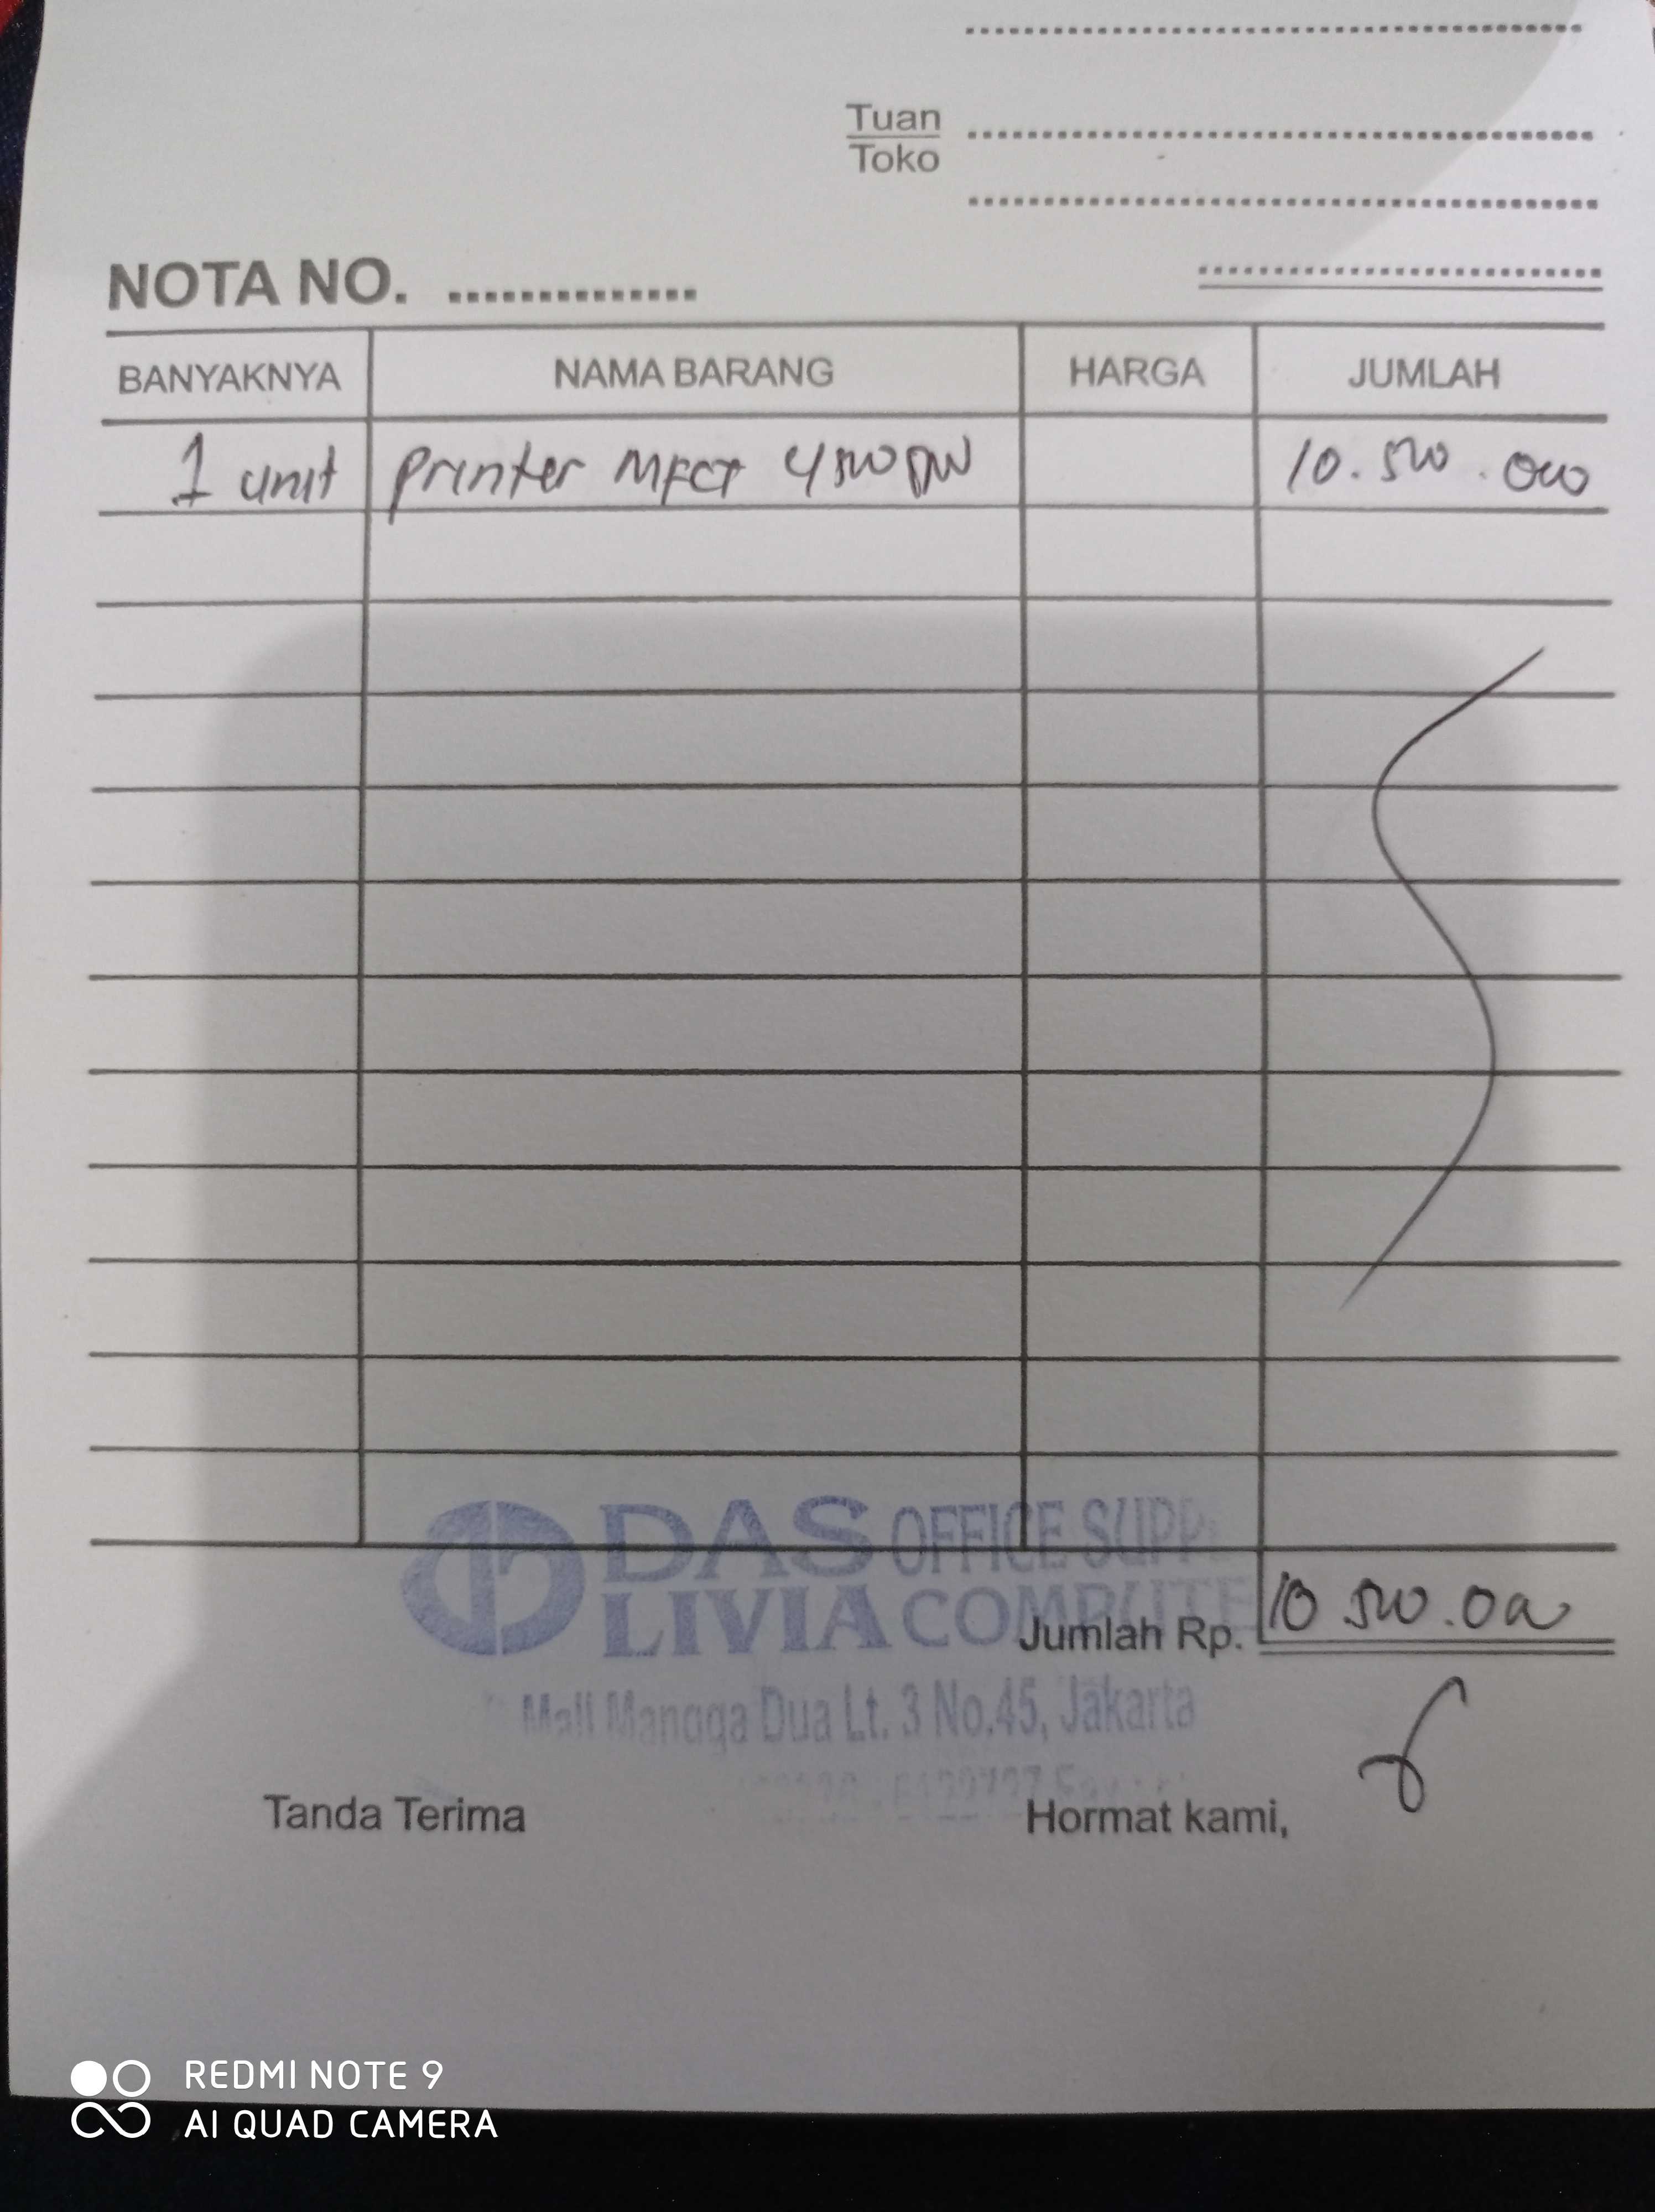 Tuan
Toko
NOTA NO.
BANYAKNYA NAMA BARANG HARGA JUMLAH
1 unit Printer MFCT 4500DW 10.500.000
DAS OFFICE SUPP
LIVIA COMPUTE
Jumlah Rp. 10 500.000
Mall Mangga Dua Lt. 3 No.45, Jakarta
Tanda Terima Hormat kami,
REDMI NOTE 9
AI QUAD CAMERA